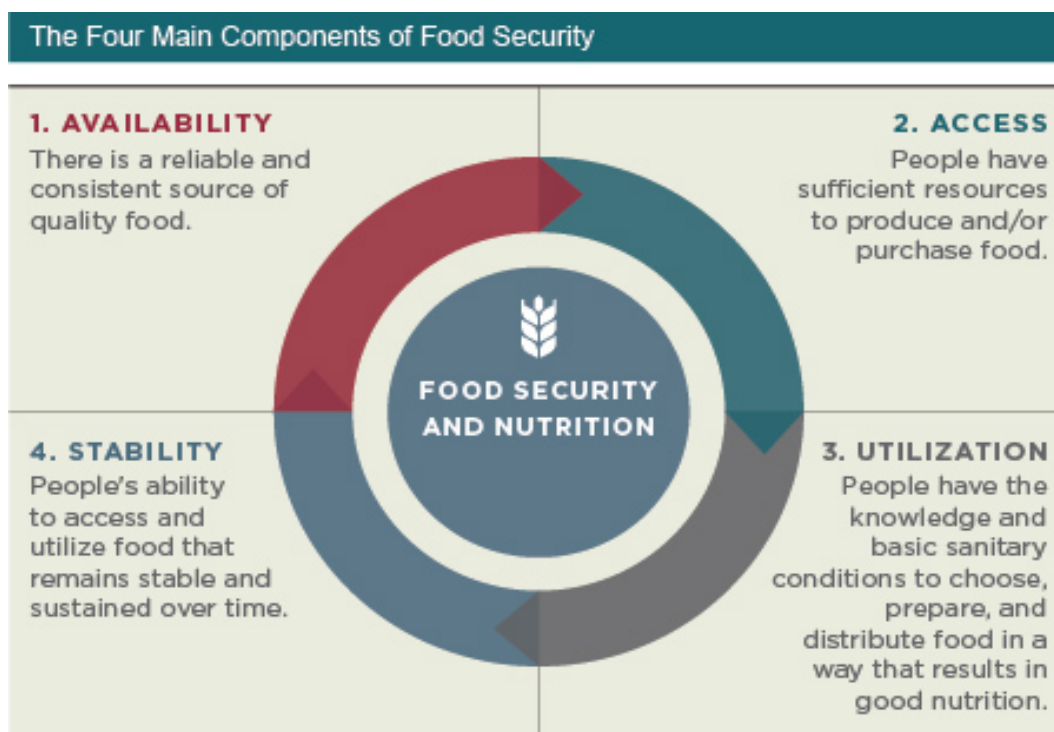 The Four Main Components of Food Security
1. AVAILABILITY
There is a reliable and
consistent source of
quality food.
2. ACCESS
People have
sufficient resources
to produce and/or
purchase food.
FOOD SECURITY
AND NUTRITION
3. UTILIZATION
People have the
knowledge and
basic sanitary
conditions to choose,
prepare, and
distribute food in a
way that results in
good nutrition.
4. STABILITY
People’s ability
to access and
utilize food that
remains stable and
sustained over time.